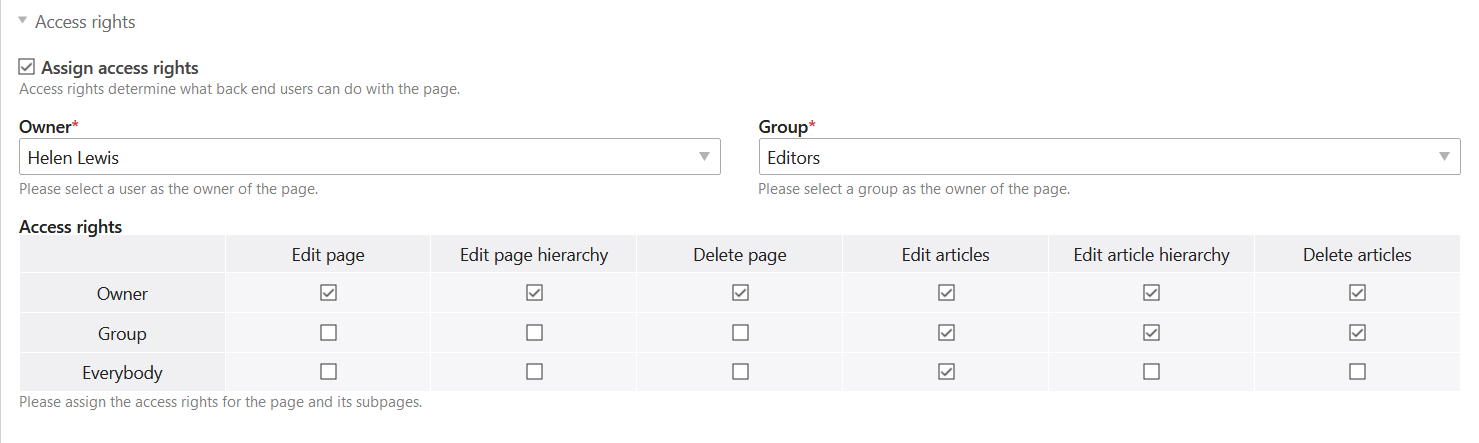 Access rights
Assign access rights
Access rights determine what back end users can do with the page.
Owner*
Helen Lewis
Please select a user as the owner of the page.
Group*
Editors
Please select a group as the owner of the page.
Access rights
Edit page Edit page hierarchy Delete page Edit articles Edit article hierarchy Delete articles
Owner
Group
Everybody
Please assign the access rights for the page and its subpages.